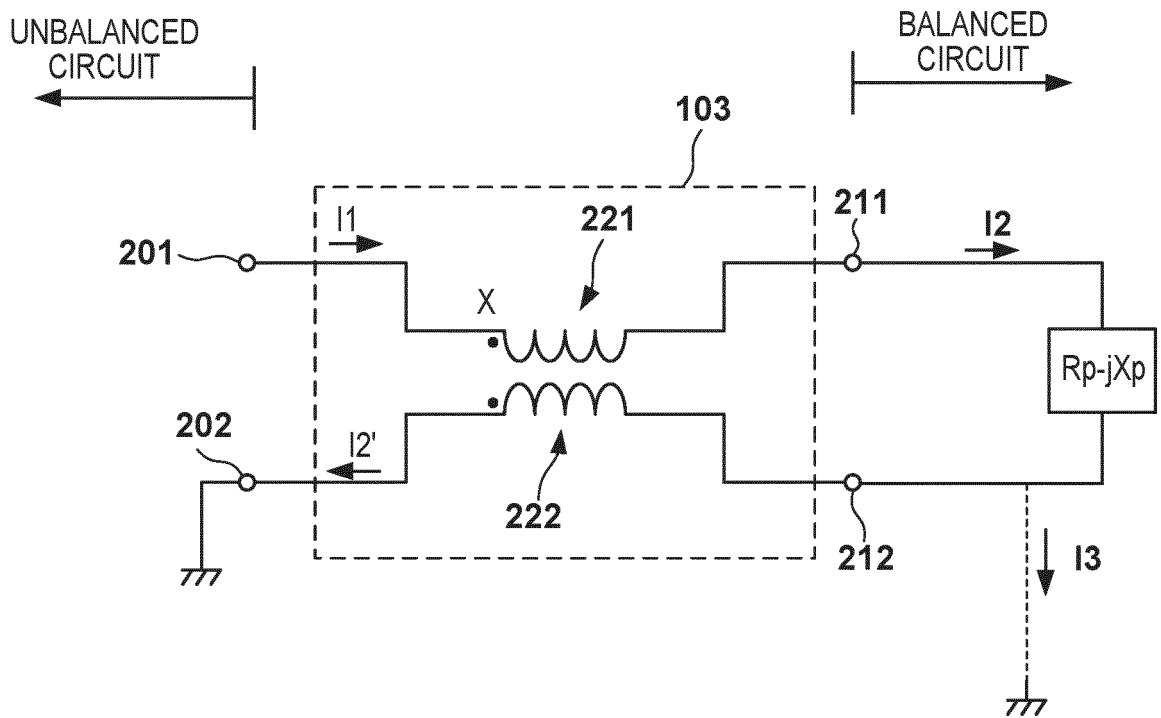 UNBALANCED
CIRCUIT
BALANCED
CIRCUIT
103
I1
221
211
I2
201
X
Rp-jXp
202
I2'
222
212
I3